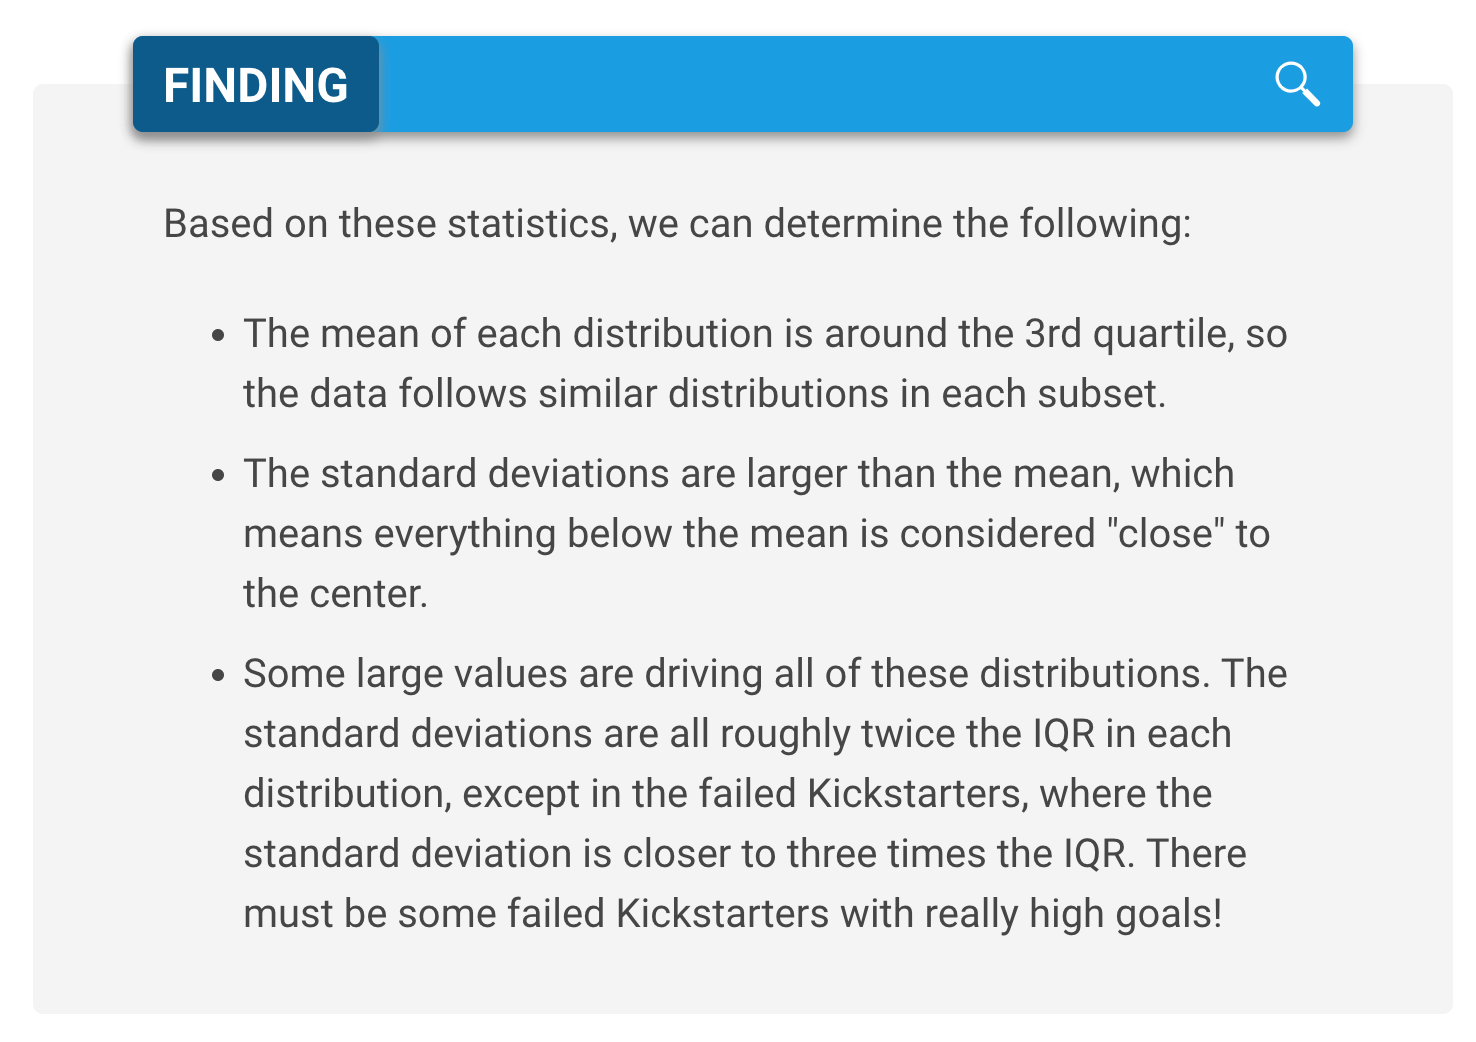 FINDING
Based on these statistics, we can determine the following:
• The mean of each distribution is around the 3rd quartile, so
the data follows similar distributions in each subset.
• The standard deviations are larger than the mean, which
means everything below the mean is considered "close" to
the center.
• Some large values are driving all of these distributions. The
standard deviations are all roughly twice the IQR in each
distribution, except in the failed Kickstarters, where the
standard deviation is closer to three times the IQR. There
must be some failed Kickstarters with really high goals!